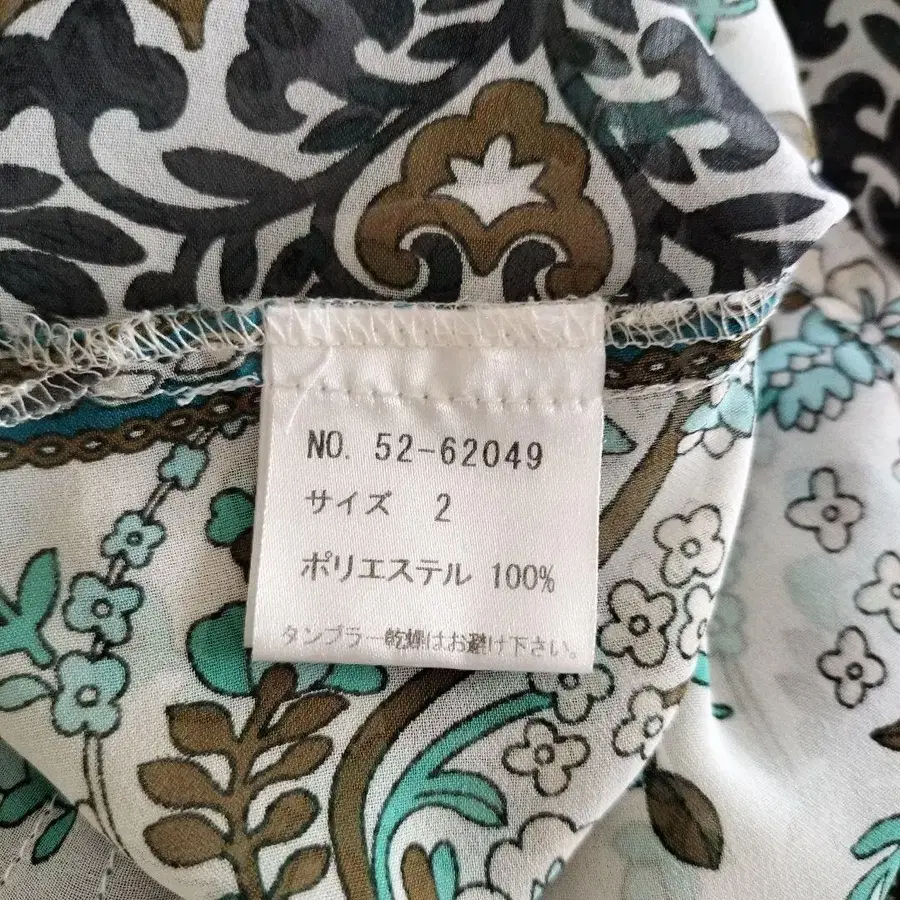 NO. 52-62049
サイズ 2
ポリエステル 100%
タンブラー乾燥はお避け下さい。